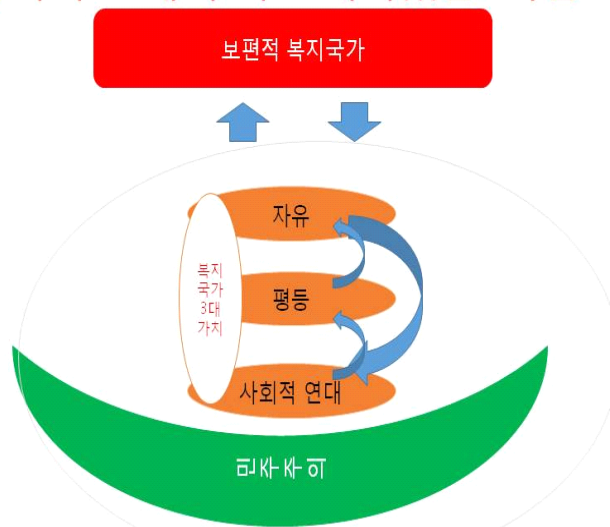 보편적 복지국가
자유
복지
국가
3대
가치
평등
사회적 연대
민주주의